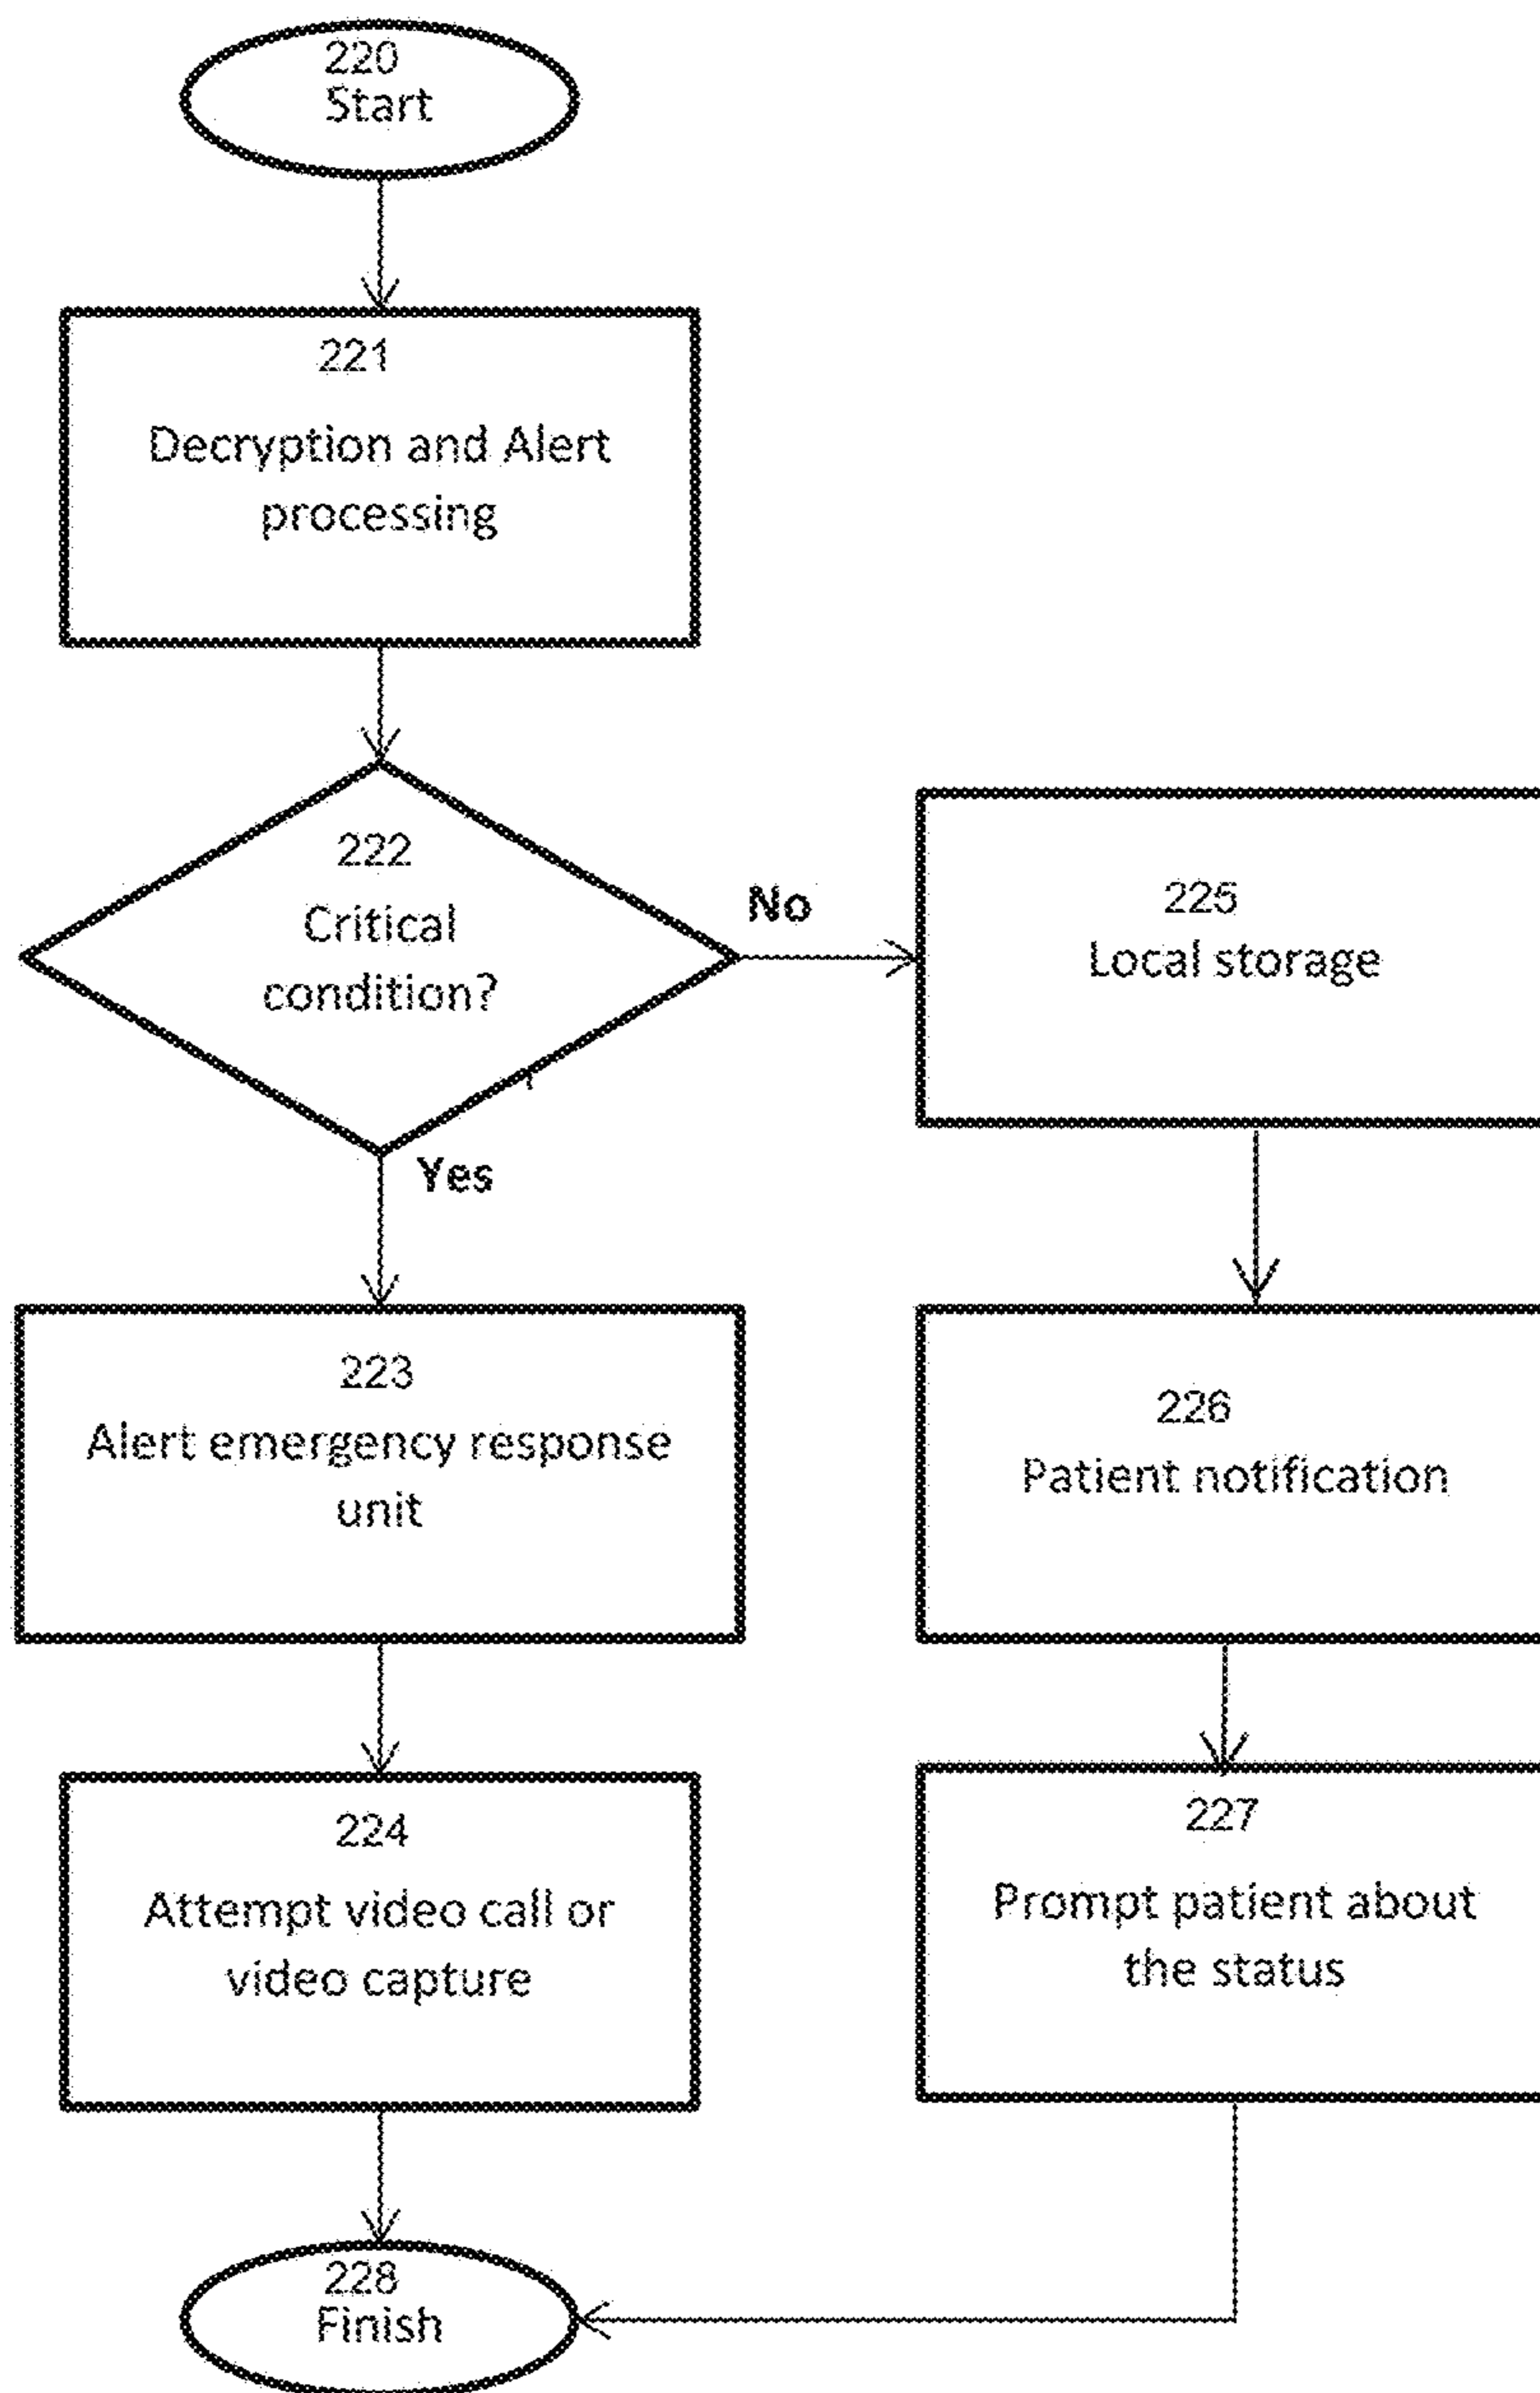 220
Start
221
Decryption and Alert
processing
222
Critical
condition?
No
Yes
225
Local storage
223
Alert emergency response
unit
226
Patient notification
224
Attempt video call or
video capture
227
Prompt patient about
the status
228
Finish